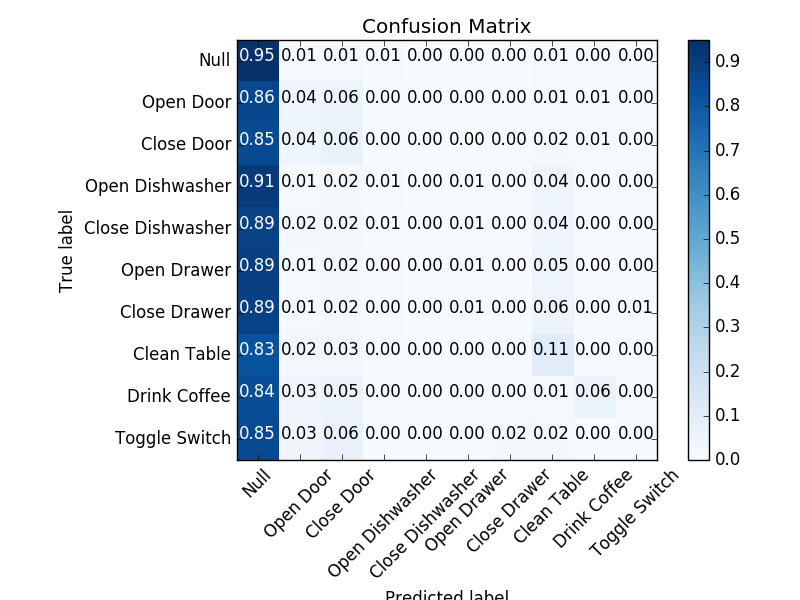 Confusion Matrix
Null 0.95 0.01 0.01 0.01 0.00 0.00 0.00 0.01 0.00 0.00
Open Door 0.86 0.04 0.06 0.00 0.00 0.00 0.00 0.01 0.01 0.00
Close Door 0.85 0.04 0.06 0.00 0.00 0.00 0.00 0.02 0.01 0.00
Open Dishwasher 0.91 0.01 0.02 0.01 0.00 0.01 0.00 0.04 0.00 0.00
Close Dishwasher 0.89 0.02 0.02 0.01 0.00 0.01 0.00 0.04 0.00 0.00
Open Drawer 0.89 0.01 0.02 0.00 0.00 0.01 0.00 0.05 0.00 0.00
Close Drawer 0.89 0.01 0.02 0.00 0.00 0.01 0.00 0.06 0.00 0.01
Clean Table 0.83 0.02 0.03 0.00 0.00 0.00 0.00 0.11 0.00 0.00
Drink Coffee 0.84 0.03 0.05 0.00 0.00 0.00 0.00 0.01 0.06 0.00
Toggle Switch 0.85 0.03 0.06 0.00 0.00 0.00 0.02 0.02 0.00 0.00
True label
Null
Open Door
Close Door
Open Dishwasher
Close Dishwasher
Open Drawer
Close Drawer
Clean Table
Drink Coffee
Toggle Switch
Predicted label
0.9
0.8
0.7
0.6
0.5
0.4
0.3
0.2
0.1
0.0